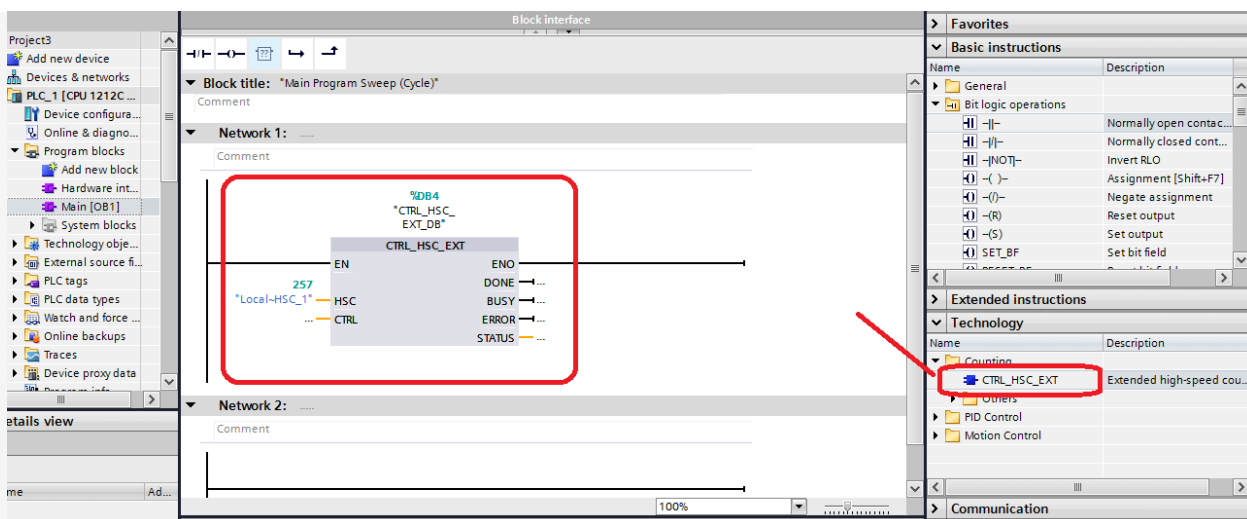 Block interface
Project3
Add new device
Devices & networks
PLC_1 [CPU 1212C ...
Device configura...
Online & diagno...
Program blocks
Add new block
Hardware int...
Main [OB1]
System blocks
Technology obje...
External source fi...
PLC tags
PLC data types
Watch and force ...
Online backups
Traces
Device proxy data
etails view
me Ad...
Block title: "Main Program Sweep (Cycle)"
Comment
Network 1: .....
Comment
%DB4
"CTRL_HSC_
EXT_DB"
CTRL_HSC_EXT
EN ENO
DONE ...
257
"Local~HSC_1" HSC BUSY ...
... CTRL ERROR ...
STATUS ...
Network 2: .....
Comment
100%
Favorites
Basic instructions
Name Description
General
Bit logic operations
-||- Normally open contac...
-|/|- Normally closed cont...
-|NOT|- Invert RLO
-( )- Assignment [Shift+F7]
-(/)- Negate assignment
-(R) Reset output
-(S) Set output
SET_BF Set bit field
Extended instructions
Technology
Name Description
Counting
CTRL_HSC_EXT Extended high-speed cou...
Others
PID Control
Motion Control
Communication